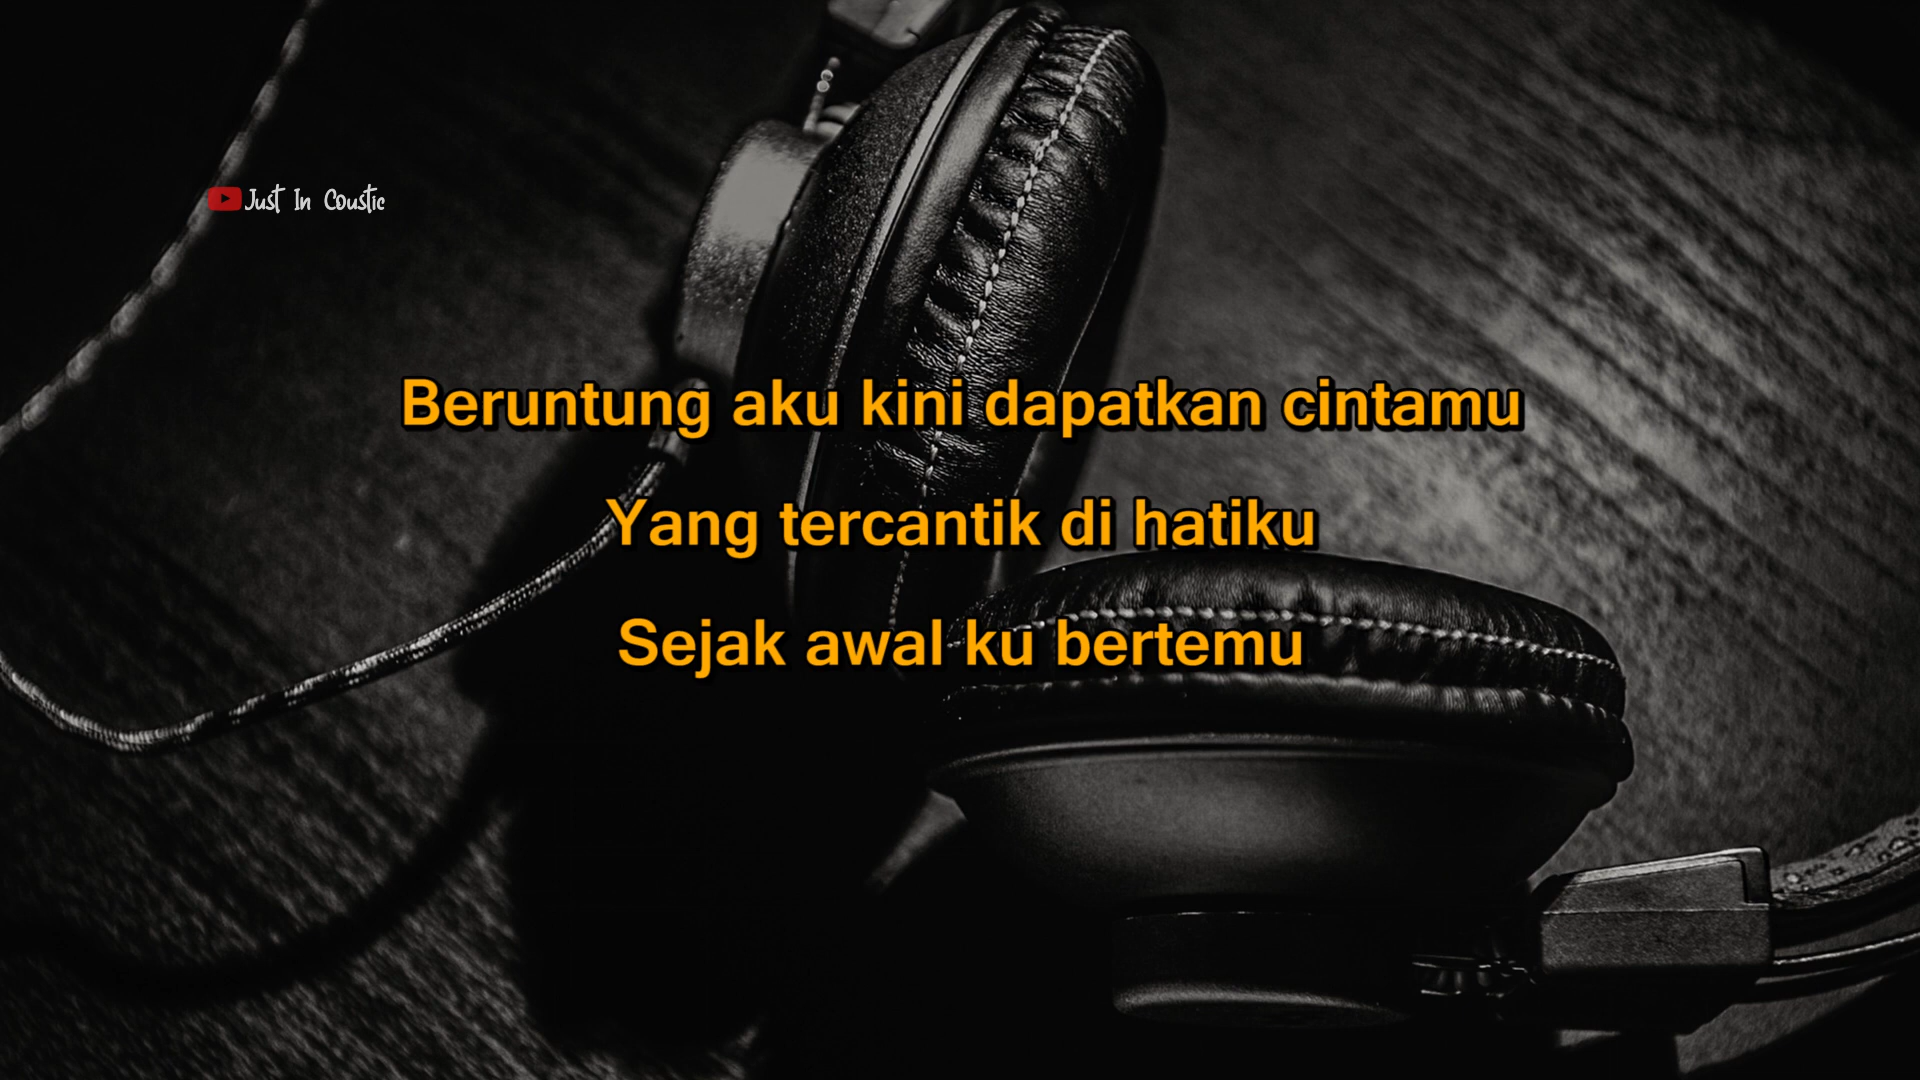 Just In Coustic
Beruntung aku kini dapatkan cintamu
Yang tercantik di hatiku
Sejak awal ku bertemu